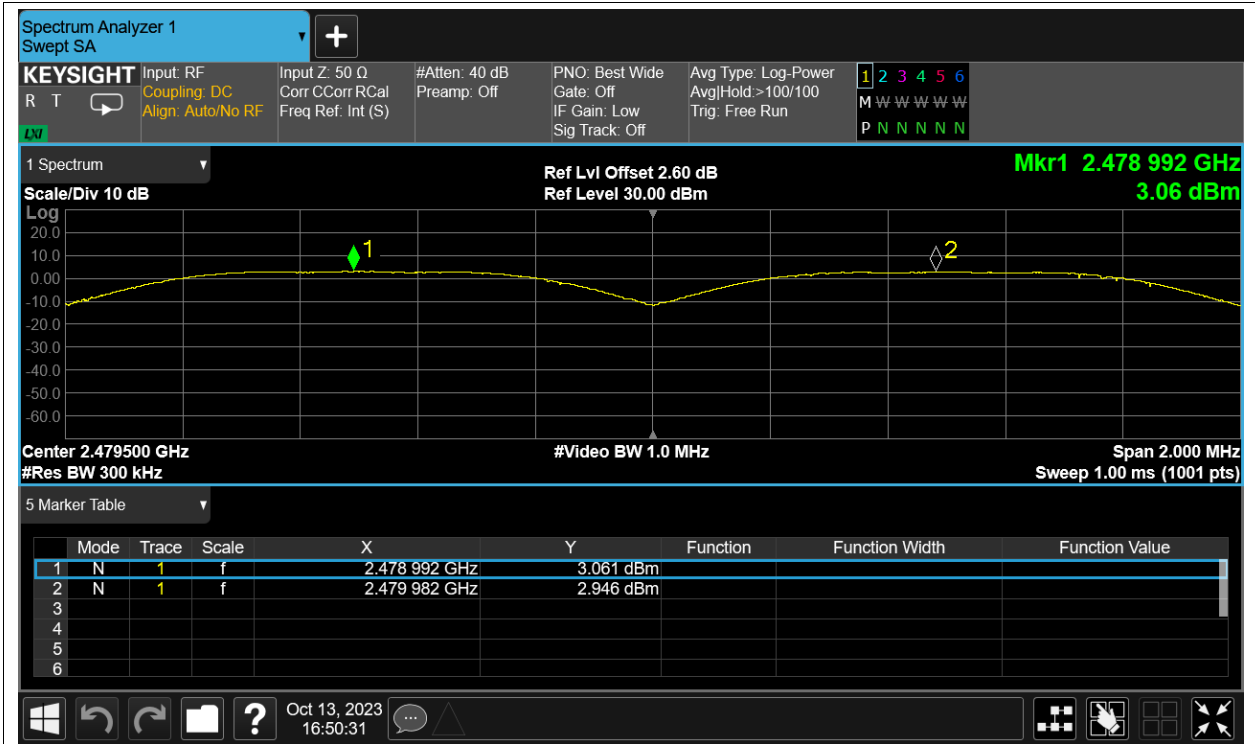 Spectrum Analyzer 1
Swept SA
+
KEYSIGHT
R T
LXI
Input: RF
Coupling: DC
Align: Auto/No RF
Input Z: 50 Ω
Corr CCorr RCal
Freq Ref: Int (S)
#Atten: 40 dB
Preamp: Off
PNO: Best Wide
Gate: Off
IF Gain: Low
Sig Track: Off
Avg Type: Log-Power
Avg|Hold:>100/100
Trig: Free Run
1 2 3 4 5 6
M W W W W W
P N N N N N
1 Spectrum
Scale/Div 10 dB
Ref Lvl Offset 2.60 dB
Ref Level 30.00 dBm
Mkr1 2.478 992 GHz
3.06 dBm
Log
20.0
10.0
0.00
-10.0
-20.0
-30.0
-40.0
-50.0
-60.0
1
2
Center 2.479500 GHz
#Res BW 300 kHz
#Video BW 1.0 MHz
Span 2.000 MHz
Sweep 1.00 ms (1001 pts)
5 Marker Table
Mode Trace Scale X Y Function Function Width Function Value
1 N 1 f 2.478 992 GHz 3.061 dBm
2 N 1 f 2.479 982 GHz 2.946 dBm
3
4
5
6
?
Oct 13, 2023
16:50:31